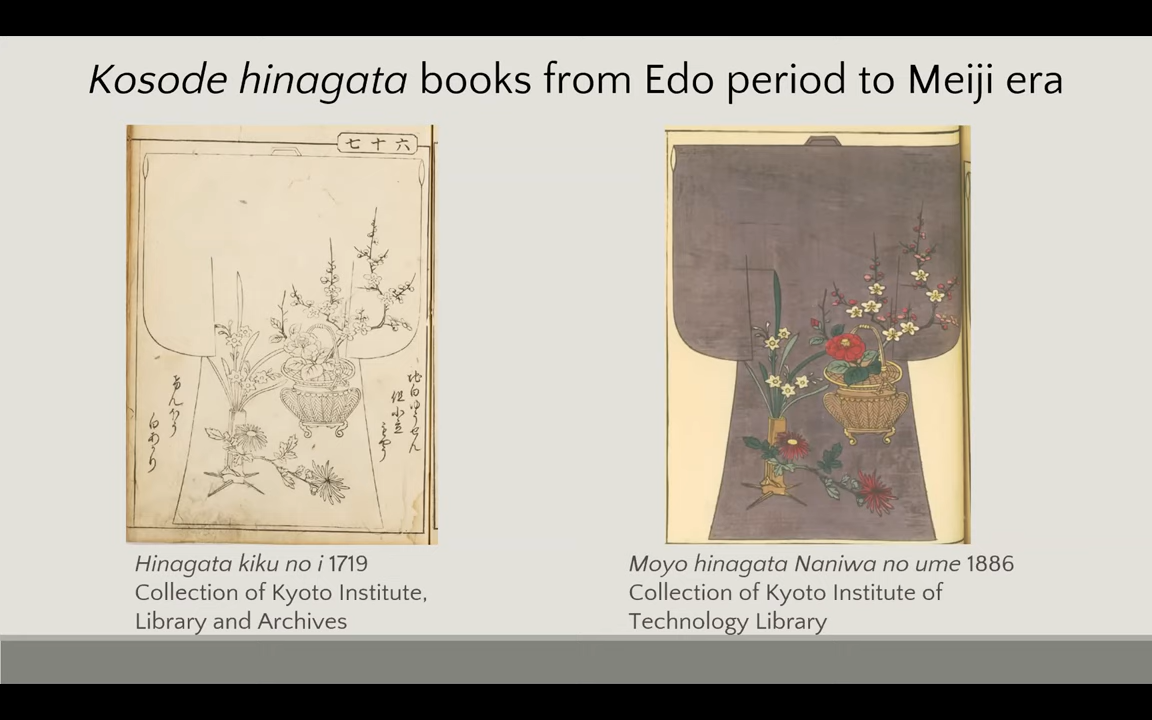 Kosode hinagata books from Edo period to Meiji era
七十六
Hinagata kiku no i 1719
Collection of Kyoto Institute,
Library and Archives
Moyo hinagata Naniwa no ume 1886
Collection of Kyoto Institute of
Technology Library